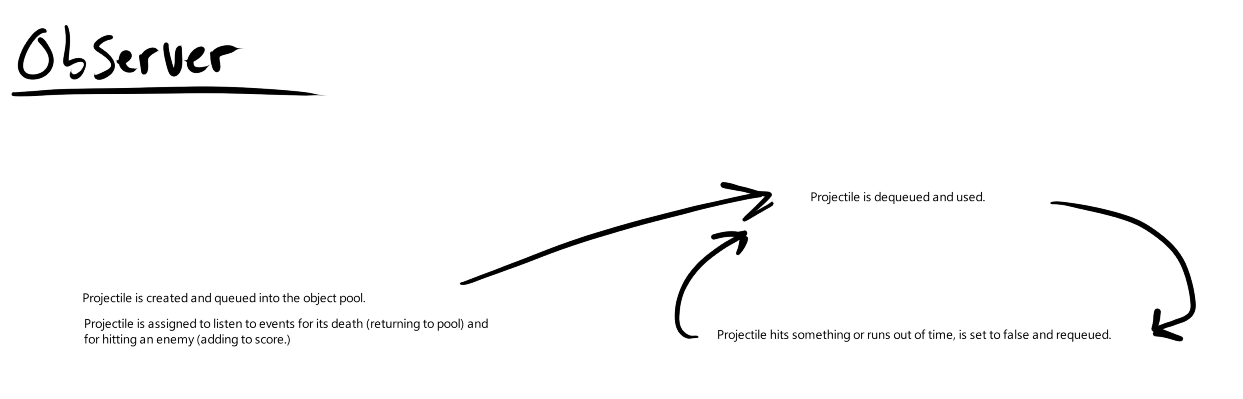 Observer
Projectile is dequeued and used.
Projectile is created and queued into the object pool.
Projectile is assigned to listen to events for its death (returning to pool) and
for hitting an enemy (adding to score.)
Projectile hits something or runs out of time, is set to false and requeued.